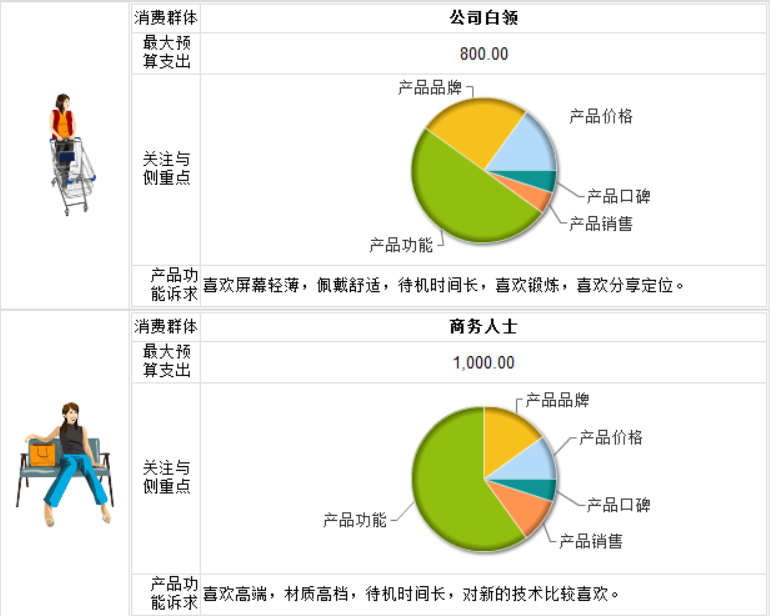 消费群体
公司白领
最大预
算支出
800.00
关注与
侧重点
产品品牌
产品价格
产品口碑
产品销售
产品功能
产品功
能诉求
喜欢屏幕轻薄，佩戴舒适，待机时间长，喜欢锻炼，喜欢分享定位。
消费群体
商务人士
最大预
算支出
1,000.00
关注与
侧重点
产品品牌
产品价格
产品口碑
产品销售
产品功能
产品功
能诉求
喜欢高端，材质高档，待机时间长，对新的技术比较喜欢。